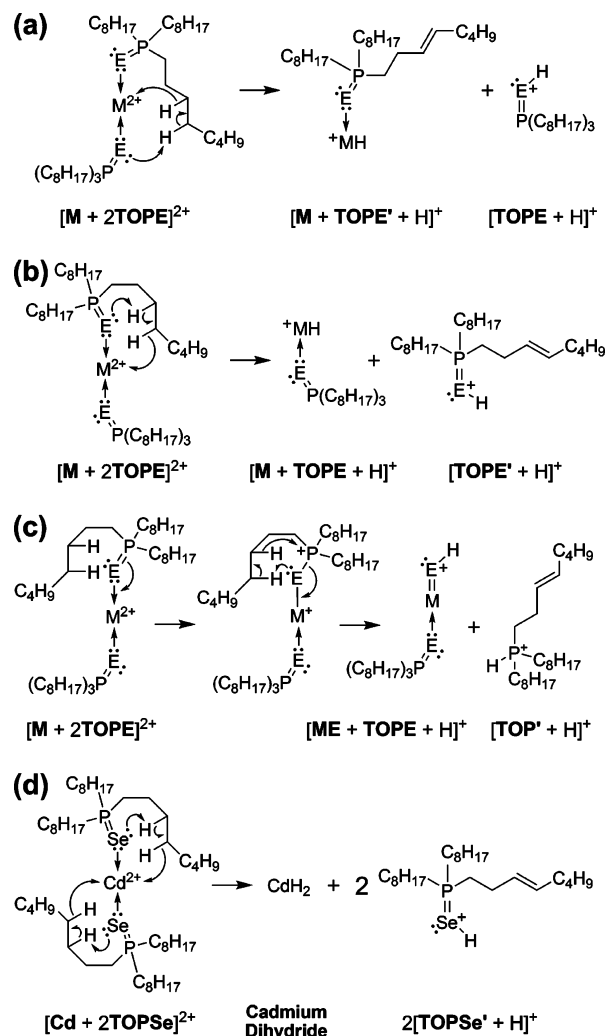 (a)
C₈H₁₇ C₈H₁₇
E P
M²⁺
H
H
C₄H₉
E
(C₈H₁₇)₃P
C₈H₁₇
C₈H₁₇ P
C₄H₉
E
⁺MH
+
H
E⁺
P(C₈H₁₇)₃
[M + 2TOPE]²⁺ [M + TOPE' + H]⁺ [TOPE + H]⁺
(b)
C₈H₁₇
C₈H₁₇ P
H
E H
C₄H₉
M²⁺
E
P(C₈H₁₇)₃
⁺MH
E
P(C₈H₁₇)₃
+
C₈H₁₇
C₈H₁₇ P
C₄H₉
E⁺
H
[M + 2TOPE]²⁺ [M + TOPE + H]⁺ [TOPE' + H]⁺
(c)
C₈H₁₇
H P C₈H₁₇
H E
C₄H₉
M²⁺
E
(C₈H₁₇)₃P
C₈H₁₇
H ⁺P C₈H₁₇
H E
C₄H₉
M⁺
E
(C₈H₁₇)₃P
H
E⁺
M
E
(C₈H₁₇)₃P
+
C₄H₉
H P⁺ C₈H₁₇
C₈H₁₇
[M + 2TOPE]²⁺ [ME + TOPE + H]⁺ [TOP' + H]⁺
(d)
C₈H₁₇
C₈H₁₇ P
H
Se H
C₄H₉
Cd²⁺
C₄H₉ H
H Se
P C₈H₁₇
C₈H₁₇
CdH₂ + 2
C₈H₁₇
C₈H₁₇ P
C₄H₉
Se⁺
H
[Cd + 2TOPSe]²⁺ Cadmium 2[TOPSe' + H]⁺
Dihydride